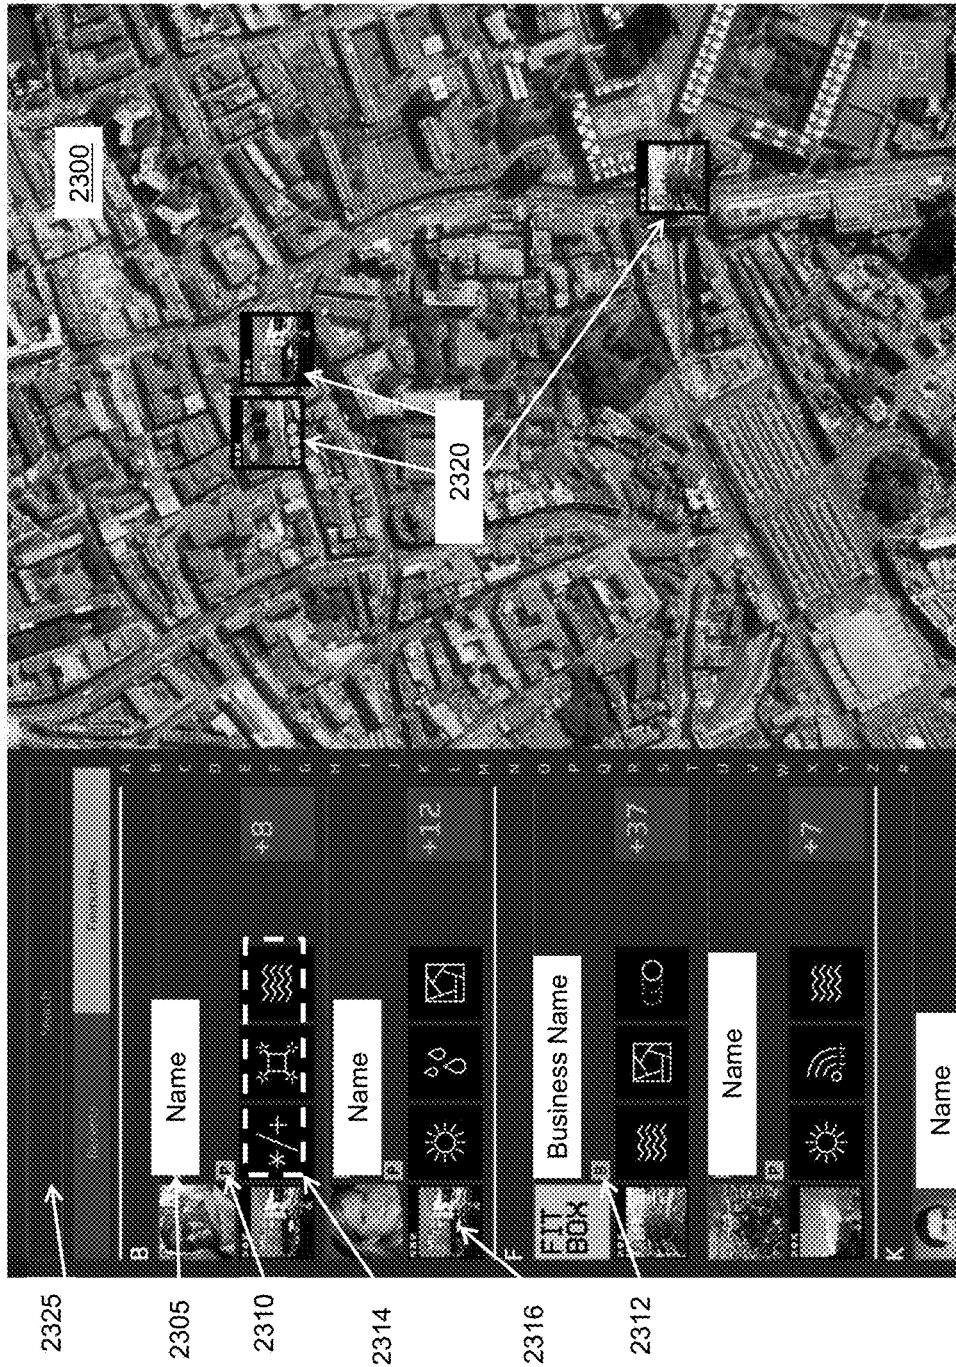 2300
2320
2325
2305
2310
2314
2316
2312
B
Name
+8
Name
+12
F
FIT
BOX
Business Name
+37
Name
+7
K
Name
A
B
C
D
E
F
G
H
I
J
K
L
M
N
O
P
Q
R
S
T
U
V
W
X
Y
Z
#